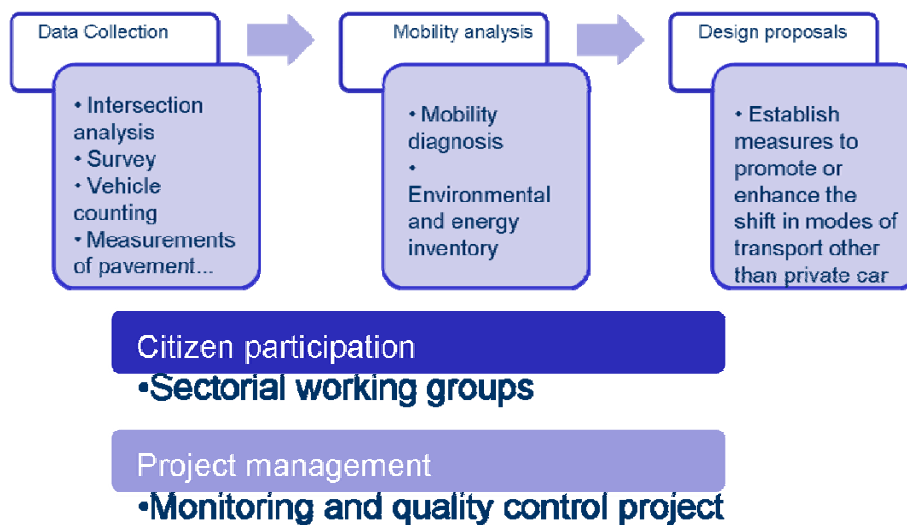 Data Collection
• Intersection
analysis
• Survey
• Vehicle
counting
• Measurements
of pavement...
Mobility analysis
• Mobility
diagnosis
•
Environmental
and energy
inventory
Design proposals
• Establish
measures to
promote or
enhance the
shift in modes of
transport other
than private car
Citizen participation
•Sectorial working groups
Project management
•Monitoring and quality control project